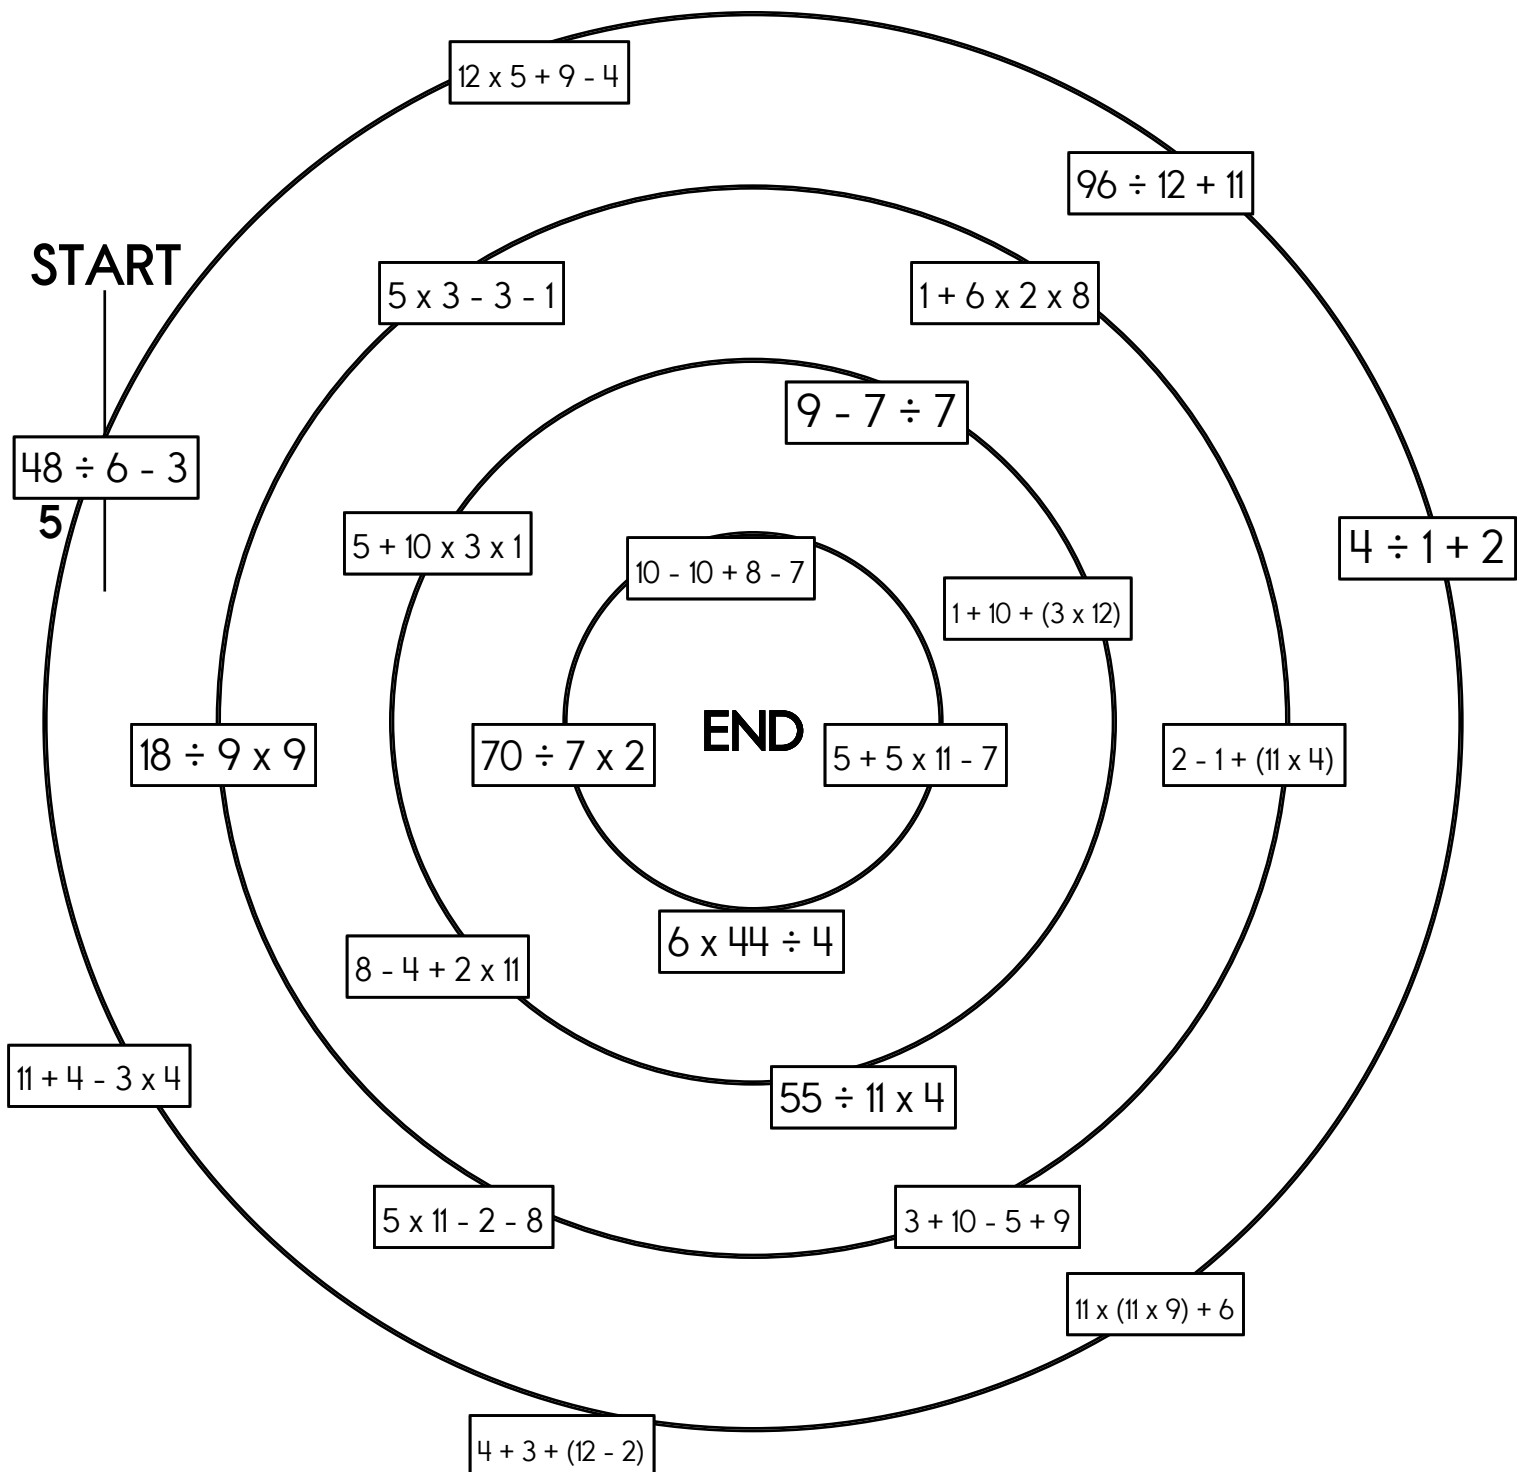 12 x 5 + 9 - 4
96 ÷ 12 + 11
START
5 x 3 - 3 - 1
1 + 6 x 2 x 8
9 - 7 ÷ 7
48 ÷ 6 - 3
5
5 + 10 x 3 x 1
4 ÷ 1 + 2
10 - 10 + 8 - 7
1 + 10 + (3 x 12)
END
18 ÷ 9 x 9
70 ÷ 7 x 2
5 + 5 x 11 - 7
2 - 1 + (11 x 4)
6 x 44 ÷ 4
8 - 4 + 2 x 11
11 + 4 - 3 x 4
55 ÷ 11 x 4
5 x 11 - 2 - 8
3 + 10 - 5 + 9
11 x (11 x 9) + 6
4 + 3 + (12 - 2)